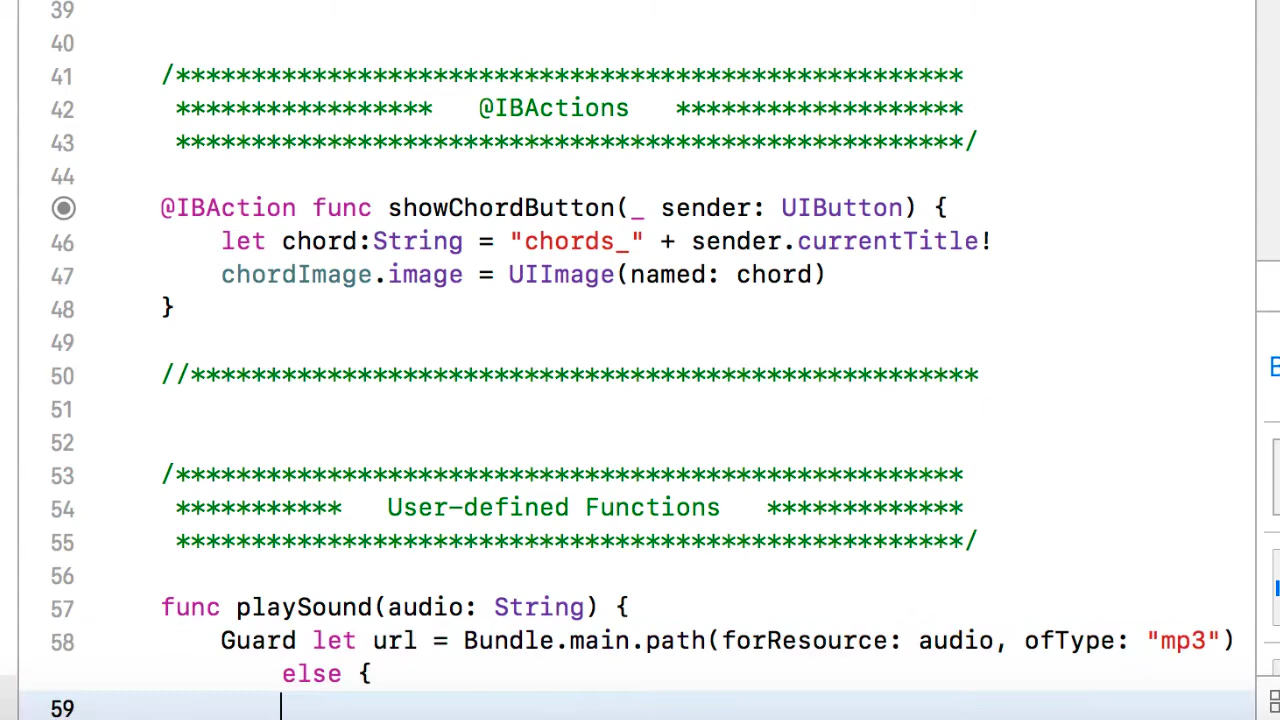 39
40
41 /****************************************************
42 ***************** @IBActions *******************
43 ****************************************************/
44
@IBAction func showChordButton(_ sender: UIButton) {
46 let chord:String = "chords_" + sender.currentTitle!
47 chordImage.image = UIImage(named: chord)
48 }
49
50 //****************************************************
51
52
53 /****************************************************
54 *********** User-defined Functions *************
55 ****************************************************/
56
57 func playSound(audio: String) {
58 Guard let url = Bundle.main.path(forResource: audio, ofType: "mp3")
else {
59